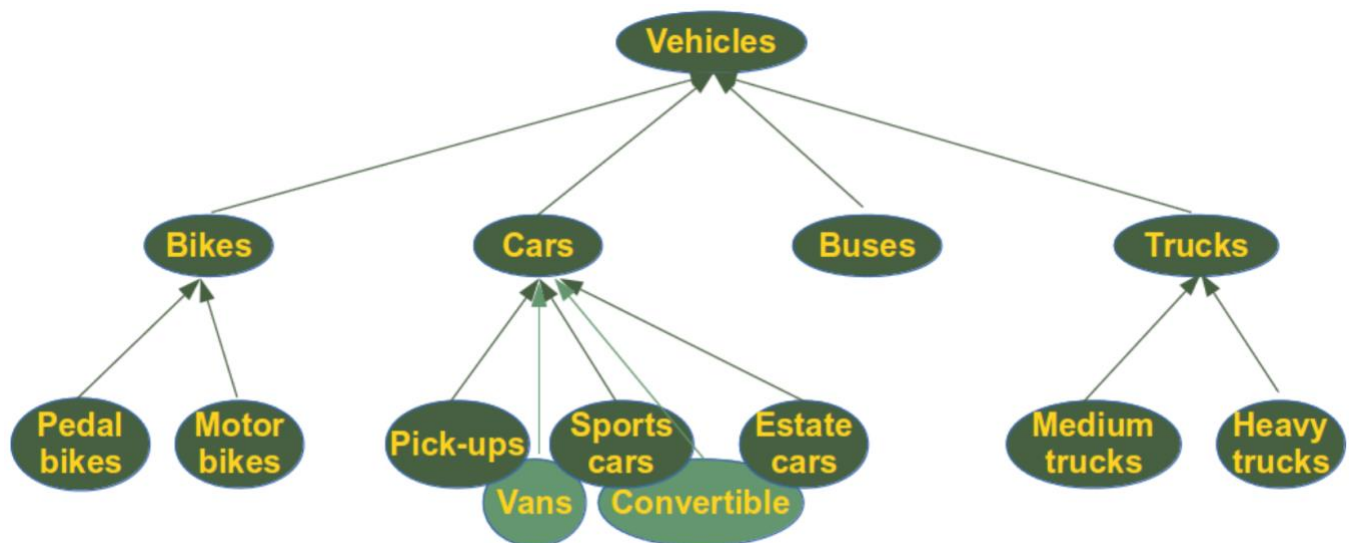 Vehicles
Bikes
Cars
Buses
Trucks
Pedal
bikes
Motor
bikes
Pick-ups
Sports
cars
Estate
cars
Medium
trucks
Heavy
trucks
Vans
Convertible